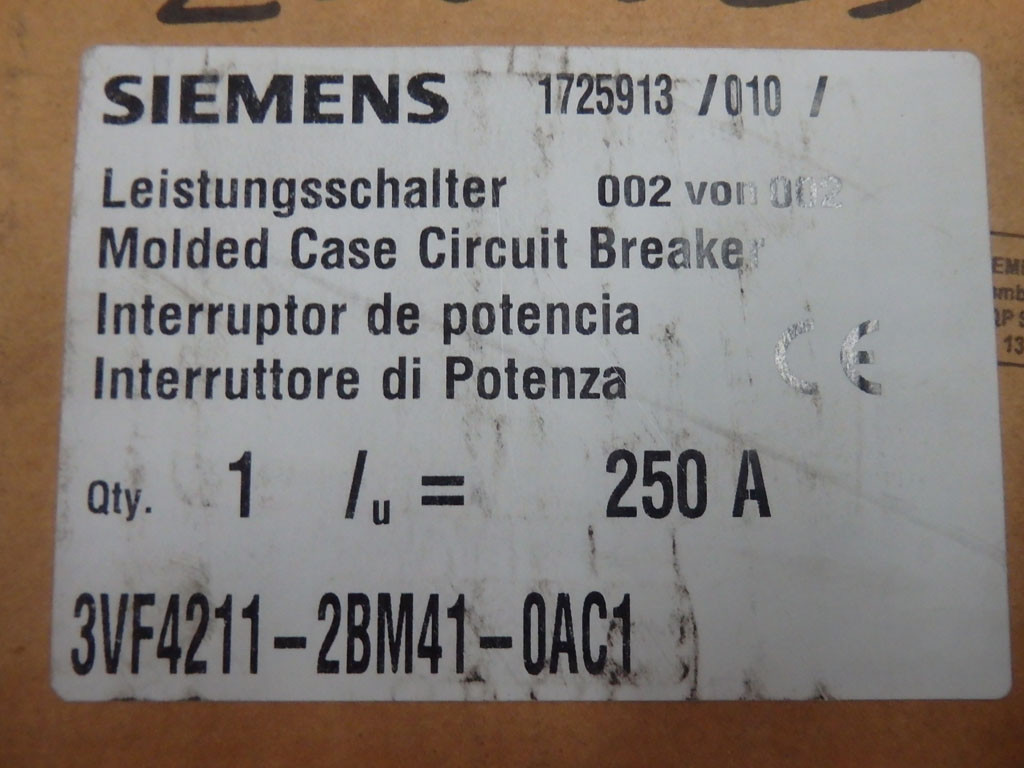 SIEMENS 1725913 /010 /
Leistungsschalter 002 von 002
Molded Case Circuit Breaker
Interruptor de potencia
Interruttore di Potenza
CE
Qty. 1 Iu = 250 A
3VF4211-2BM41-0AC1